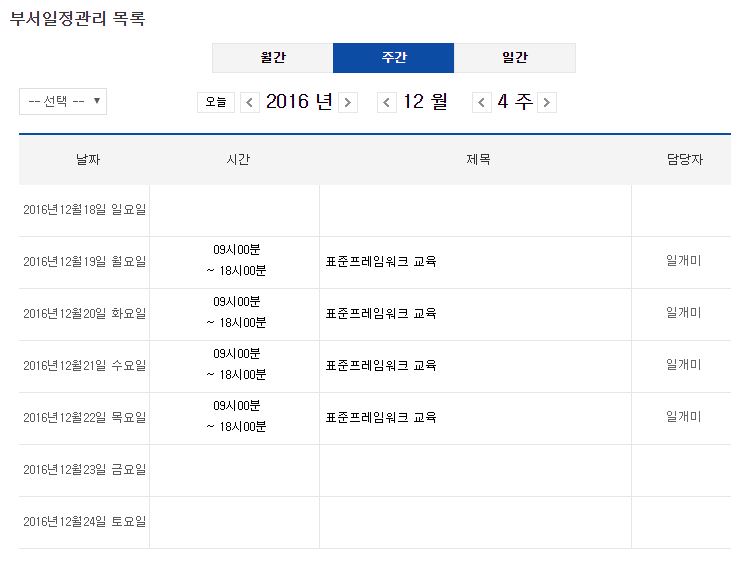 부서일정관리 목록
월간 주간 일간
-- 선택 -- 오늘 2016 년 12 월 4 주
날짜 시간 제목 담당자
2016년12월18일 일요일
2016년12월19일 월요일 09시00분 ~ 18시00분 표준프레임워크 교육 일개미
2016년12월20일 화요일 09시00분 ~ 18시00분 표준프레임워크 교육 일개미
2016년12월21일 수요일 09시00분 ~ 18시00분 표준프레임워크 교육 일개미
2016년12월22일 목요일 09시00분 ~ 18시00분 표준프레임워크 교육 일개미
2016년12월23일 금요일
2016년12월24일 토요일